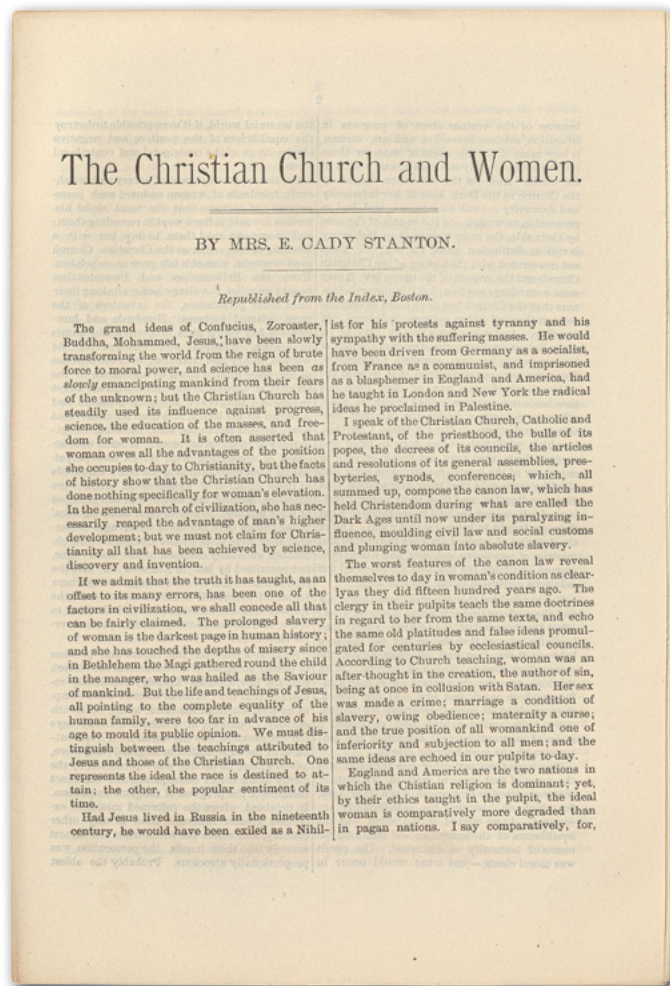 The Christian Church and Women.
BY MRS. E. CADY STANTON.
Republished from the Index, Boston.
The grand ideas of Confucius, Zoroaster,
Buddha, Mohammed, Jesus, have been slowly
transforming the world from the reign of brute
force to moral power, and science has been as
slowly emancipating mankind from their fears
of the unknown; but the Christian Church has
steadily used its influence against progress,
science, the education of the masses, and free-
dom for woman. It is often asserted that
woman owes all the advantages of the position
she occupies to-day to Christianity, but the facts
of history show that the Christian Church has
done nothing specifically for woman's elevation.
In the general march of civilization, she has nec-
essarily reaped the advantage of man's higher
development; but we must not claim for Chris-
tianity all that has been achieved by science,
discovery and invention.
If we admit that the truth it has taught, as an
offset to its many errors, has been one of the
factors in civilization, we shall concede all that
can be fairly claimed. The prolonged slavery
of woman is the darkest page in human history;
and she has touched the depths of misery since
in Bethlehem the Magi gathered round the child
in the manger, who was hailed as the Saviour
of mankind. But the life and teachings of Jesus,
all pointing to the complete equality of the
human family, were too far in advance of his
age to mould its public opinion. We must dis-
tinguish between the teachings attributed to
Jesus and those of the Christian Church. One
represents the ideal the race is destined to at-
tain; the other, the popular sentiment of its
time.
Had Jesus lived in Russia in the nineteenth
century, he would have been exiled as a Nihil-
ist for his protests against tyranny and his
sympathy with the suffering masses. He would
have been driven from Germany as a socialist,
from France as a communist, and imprisoned
as a blasphemer in England and America, had
he taught in London and New York the radical
ideas he proclaimed in Palestine.
I speak of the Christian Church, Catholic and
Protestant, of the priesthood, the bulls of its
popes, the decrees of its councils, the articles
and resolutions of its general assemblies, pres-
byteries, synods, conferences; which, all
summed up, compose the canon law, which has
held Christendom during what are called the
Dark Ages until now under its paralyzing in-
fluence, moulding civil law and social customs
and plunging woman into absolute slavery.
The worst features of the canon law reveal
themselves to day in woman's condition as clear-
lyas they did fifteen hundred years ago. The
clergy in their pulpits teach the same doctrines
in regard to her from the same texts, and echo
the same old platitudes and false ideas promul-
gated for centuries by ecclesiastical councils.
According to Church teaching, woman was an
after-thought in the creation, the author of sin,
being at once in collusion with Satan. Her sex
was made a crime; marriage a condition of
slavery, owing obedience; maternity a curse;
and the true position of all womankind one of
inferiority and subjection to all men; and the
same ideas are echoed in our pulpits to-day.
England and America are the two nations in
which the Chistian religion is dominant; yet,
by their ethics taught in the pulpit, the ideal
woman is comparatively more degraded than
in pagan nations. I say comparatively, for,